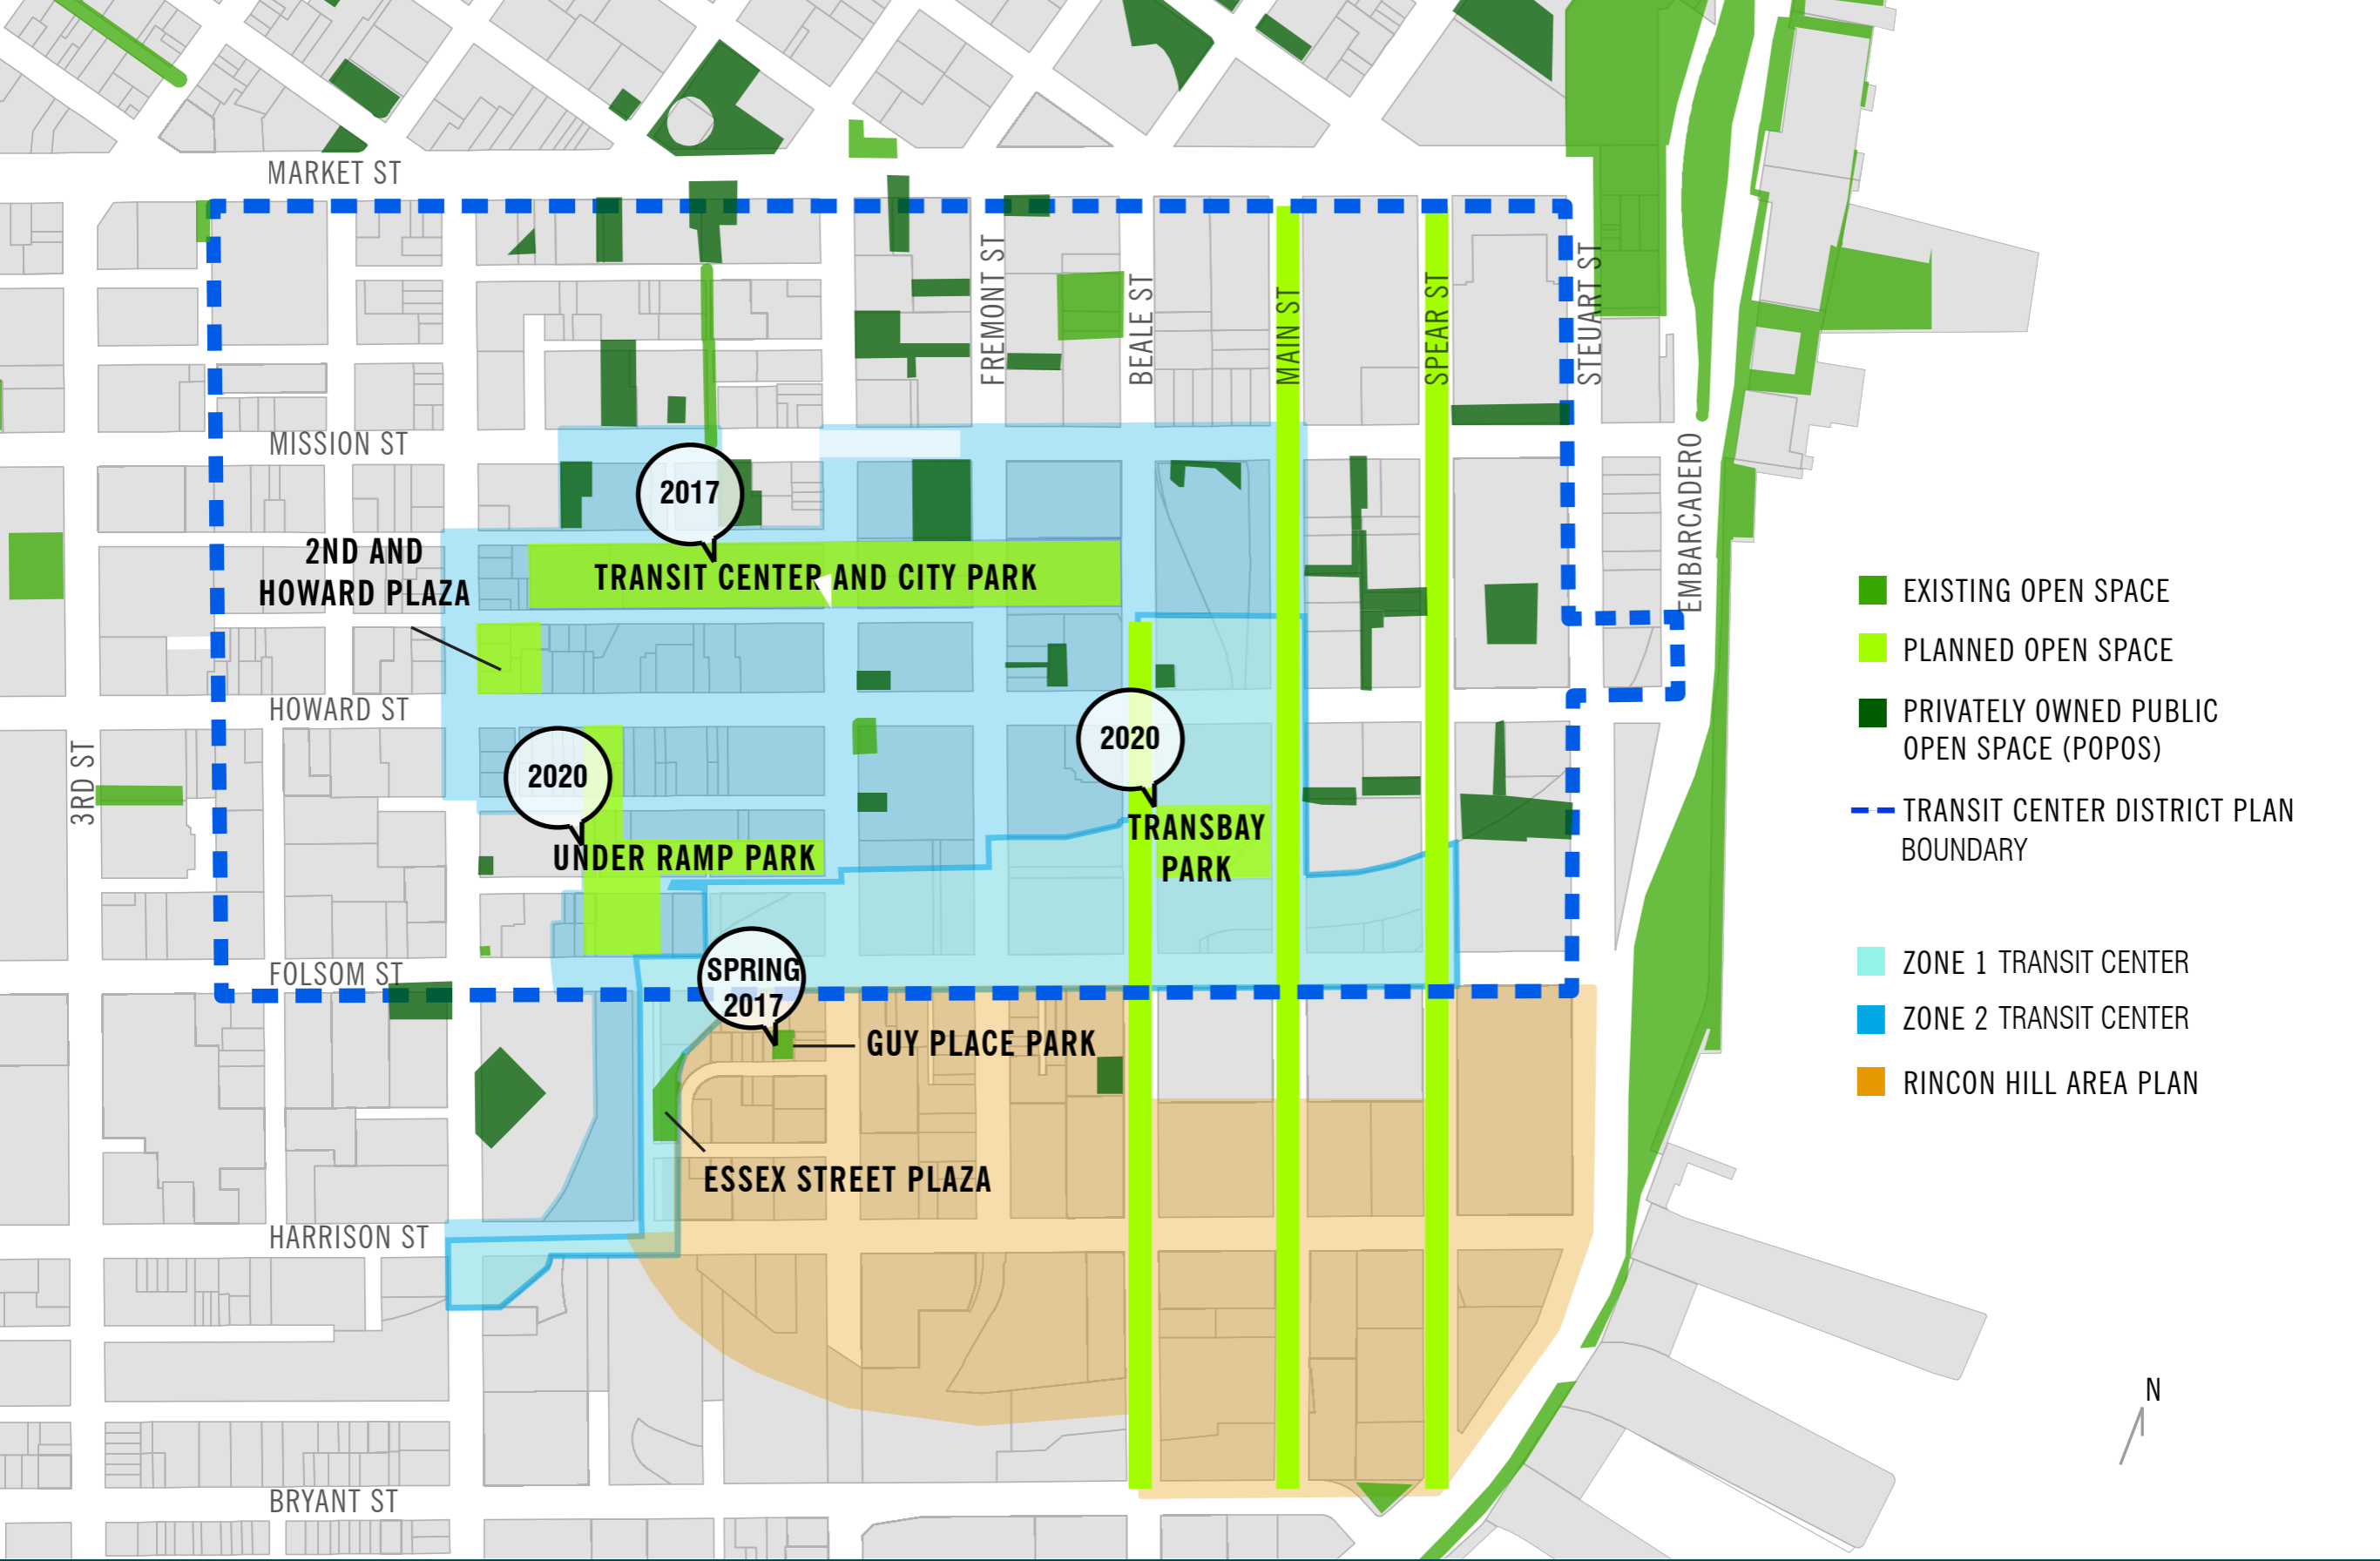 MARKET ST
FREMONT ST
BEALE ST
MAIN ST
SPEAR ST
STEUART ST
MISSION ST
EMBARCADERO
2017
2ND AND
HOWARD PLAZA
TRANSIT CENTER AND CITY PARK
HOWARD ST
3RD ST
2020
2020
UNDER RAMP PARK
TRANSBAY
PARK
FOLSOM ST
SPRING
2017
GUY PLACE PARK
ESSEX STREET PLAZA
HARRISON ST
BRYANT ST
EXISTING OPEN SPACE
PLANNED OPEN SPACE
PRIVATELY OWNED PUBLIC
OPEN SPACE (POPOS)
TRANSIT CENTER DISTRICT PLAN
BOUNDARY
ZONE 1 TRANSIT CENTER
ZONE 2 TRANSIT CENTER
RINCON HILL AREA PLAN
N